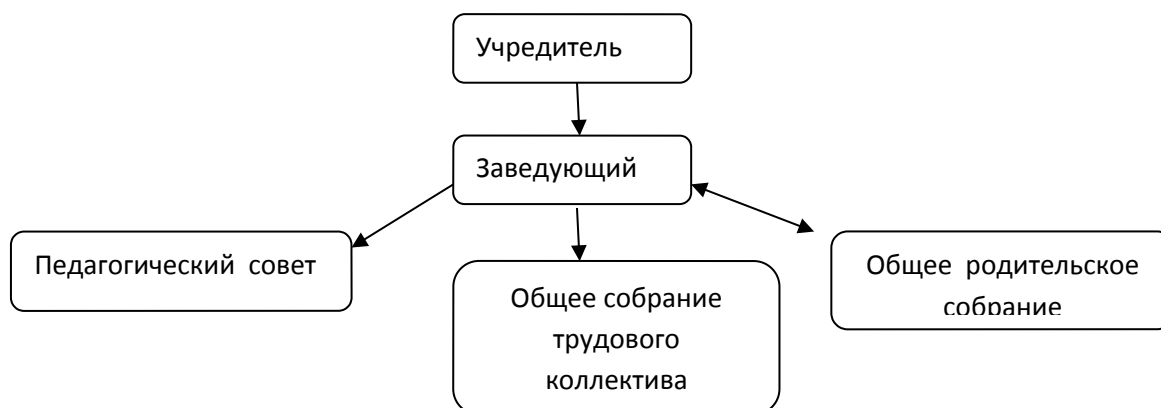 Учредитель
Заведующий
Педагогический совет
Общее собрание
трудового
коллектива
Общее родительское
собрание